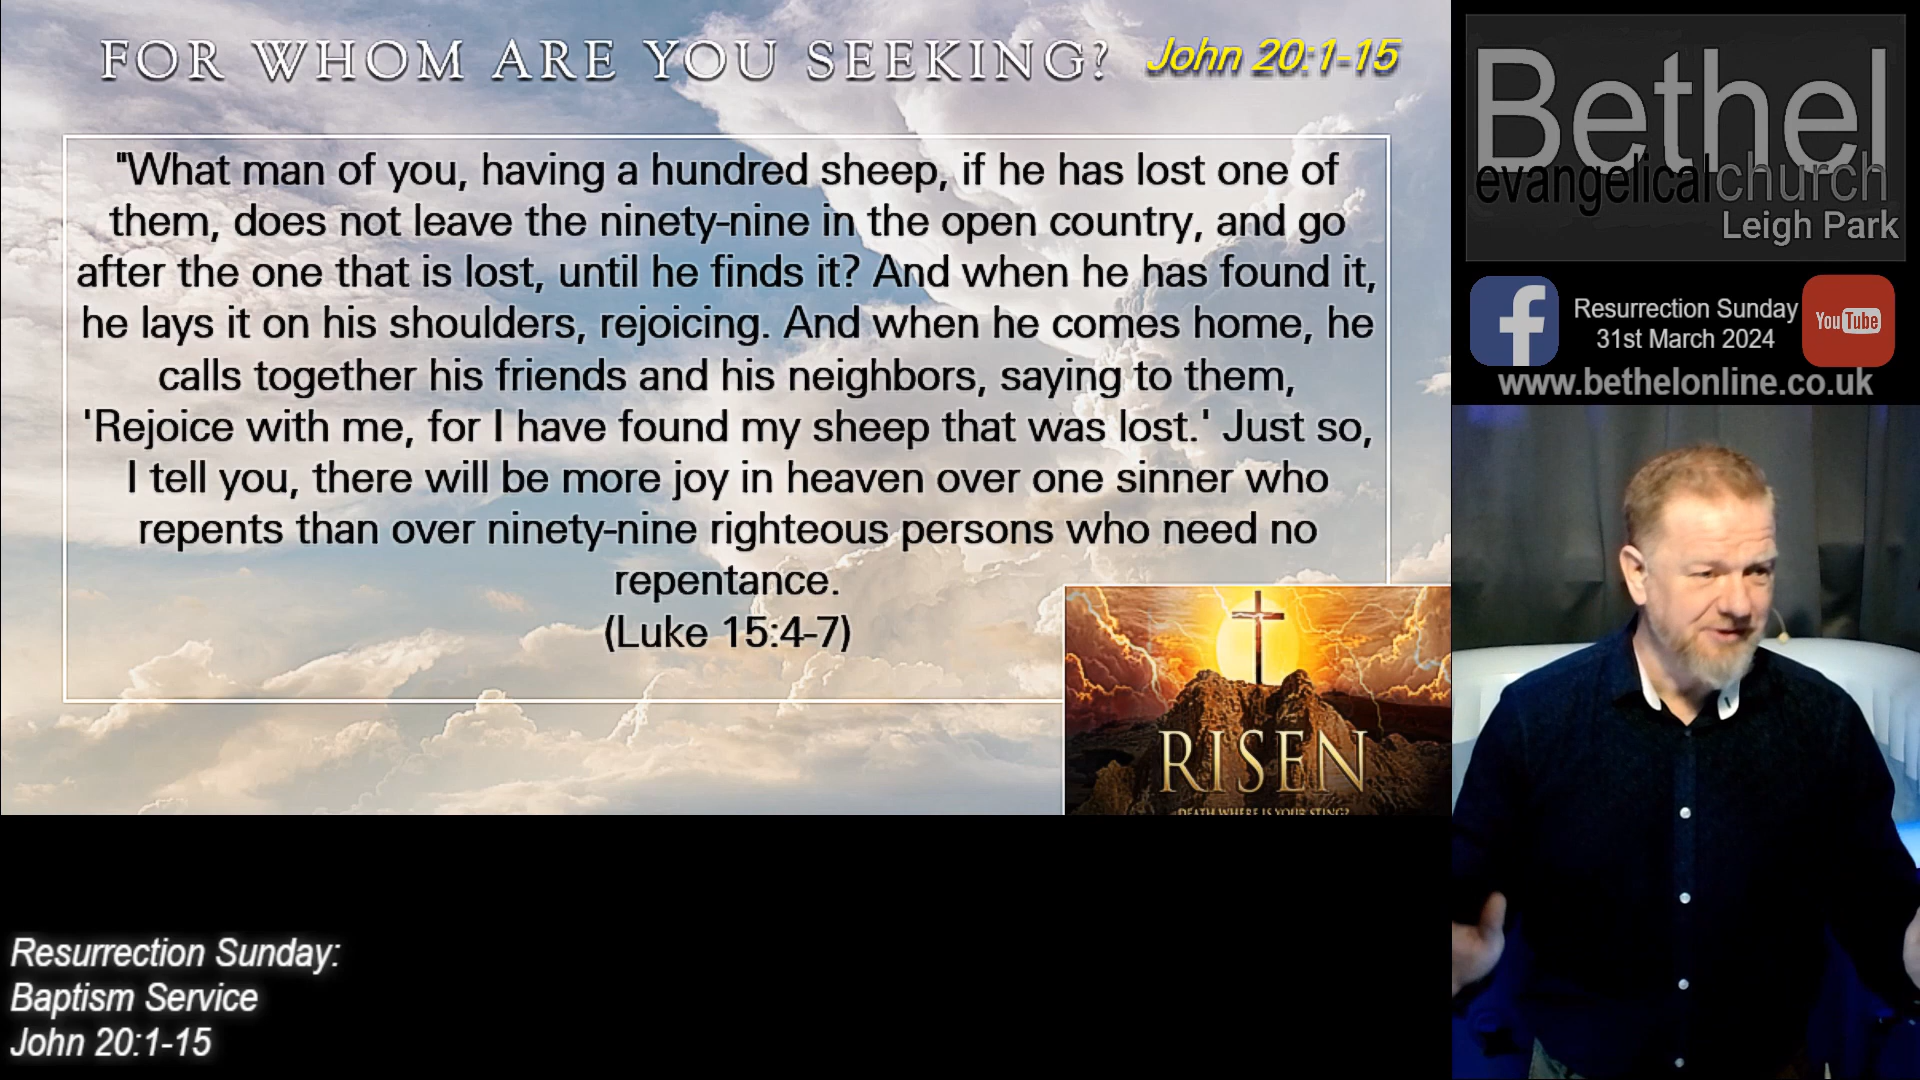 FOR WHOM ARE YOU SEEKING? John 20:1-15
"What man of you, having a hundred sheep, if he has lost one of
them, does not leave the ninety-nine in the open country, and go
after the one that is lost, until he finds it? And when he has found it,
he lays it on his shoulders, rejoicing. And when he comes home, he
calls together his friends and his neighbors, saying to them,
'Rejoice with me, for I have found my sheep that was lost.' Just so,
I tell you, there will be more joy in heaven over one sinner who
repents than over ninety-nine righteous persons who need no
repentance.
(Luke 15:4-7)
RISEN
DEATH WHERE IS YOUR STING?
Bethel
evangelicalchurch
Leigh Park
Resurrection Sunday
31st March 2024
YouTube
www.bethelonline.co.uk
Resurrection Sunday:
Baptism Service
John 20:1-15